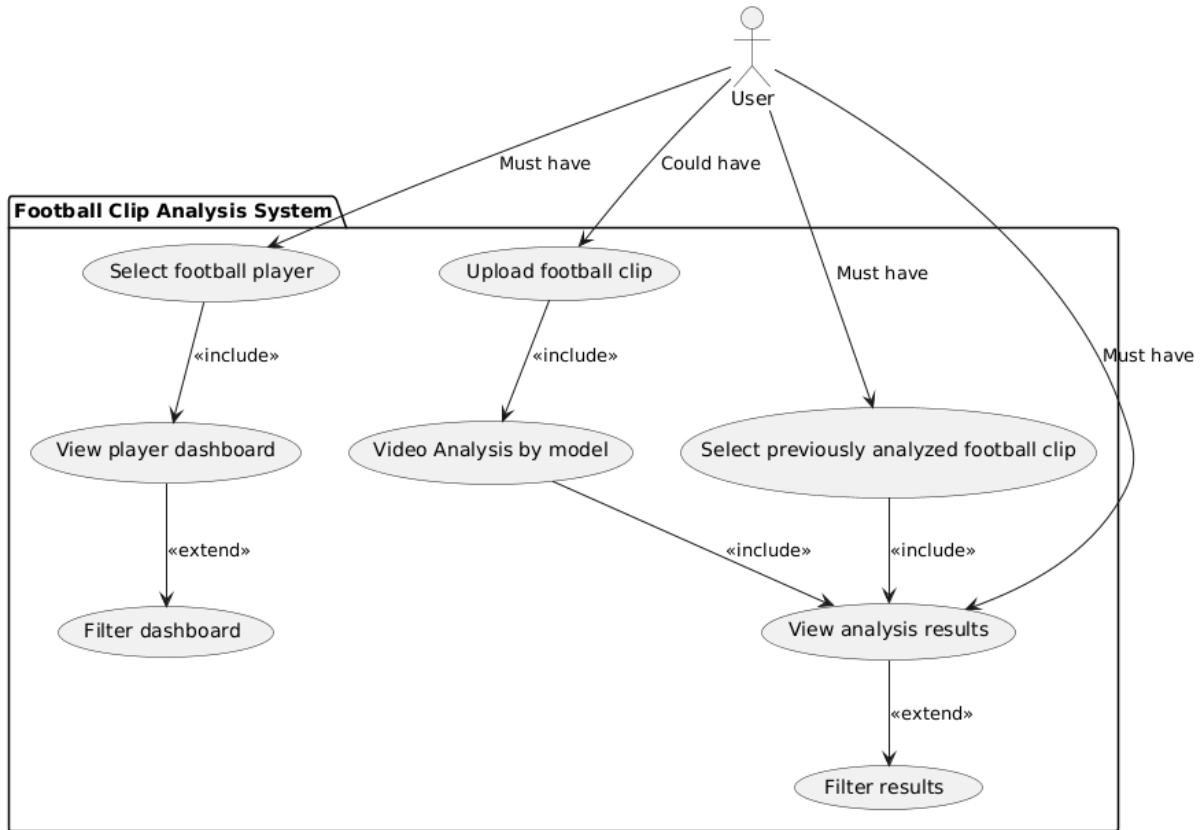 User
Must have
Could have
Football Clip Analysis System
Select football player
Upload football clip
Must have
«include»
«include»
Must have
View player dashboard
Video Analysis by model
Select previously analyzed football clip
«extend»
«include»
«include»
Filter dashboard
View analysis results
«extend»
Filter results